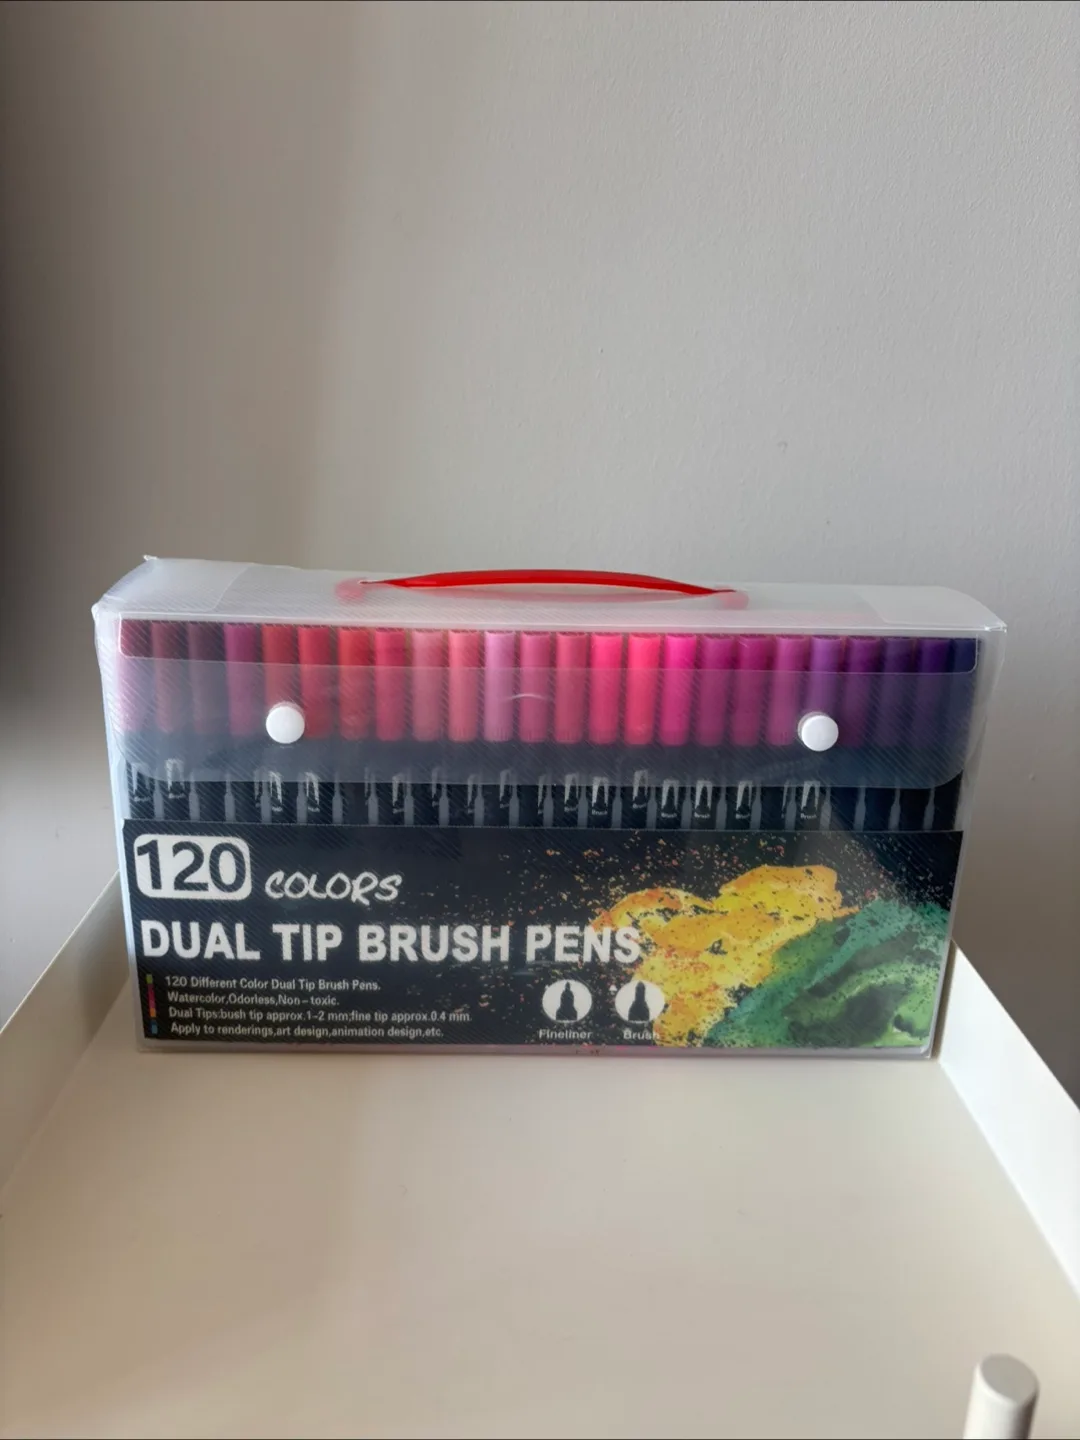 120 COLORS
DUAL TIP BRUSH PENS
120 Different Color Dual Tip Brush Pens.
Watercolor,Odorless,Non-toxic.
Dual Tips:bush tip approx.1-2 mm;fine tip approx.0.4 mm
Apply to renderings,art design,animation design,etc.
Fineliner
Brush